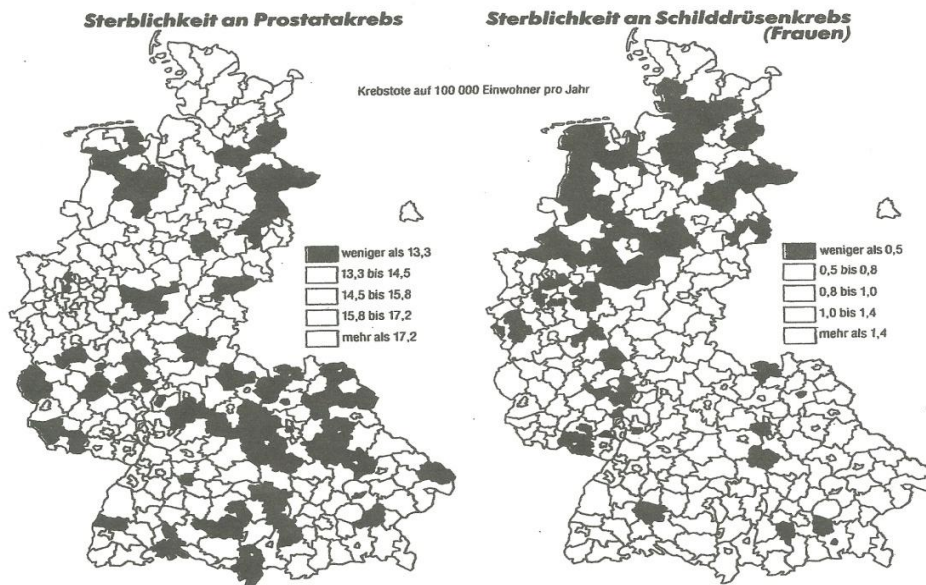 Sterblichkeit an Prostatakrebs
Sterblichkeit an Schilddrüsenkrebs
(Frauen)
Krebstote auf 100 000 Einwohner pro Jahr
weniger als 13,3
13,3 bis 14,5
14,5 bis 15,8
15,8 bis 17,2
mehr als 17,2
weniger als 0,5
0,5 bis 0,8
0,8 bis 1,0
1,0 bis 1,4
mehr als 1,4